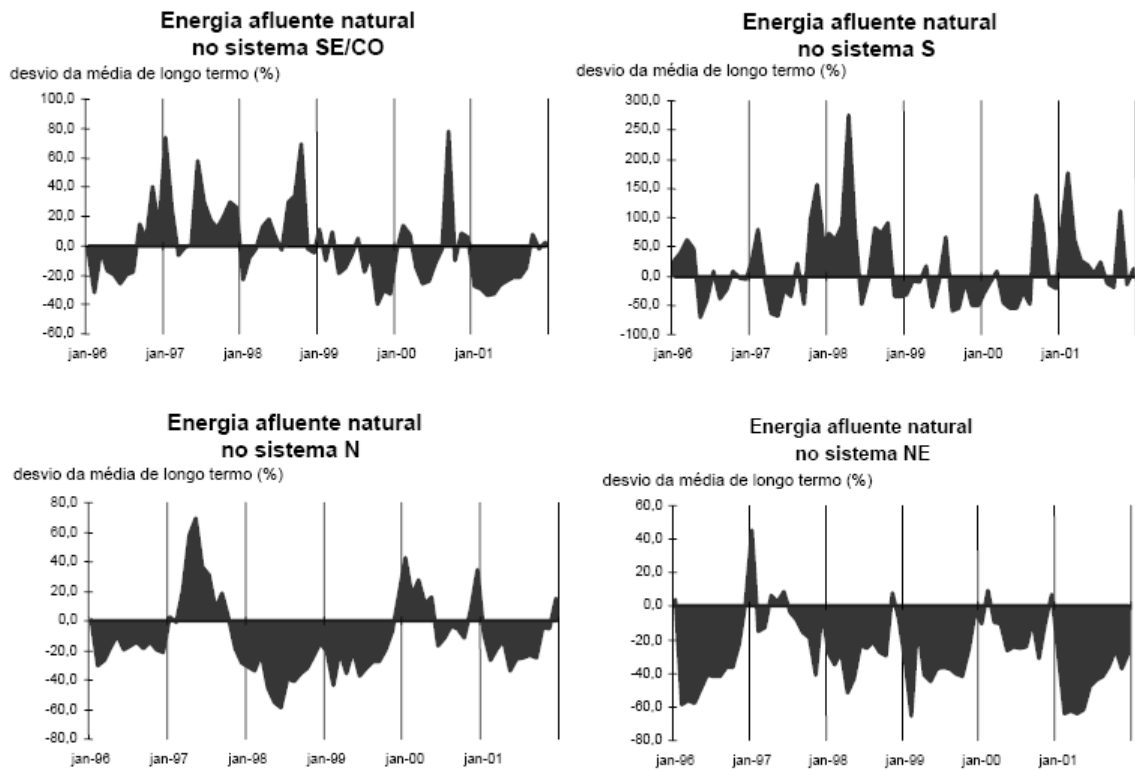 Energia afluente natural
no sistema SE/CO
desvio da média de longo termo (%)
100,0
80,0
60,0
40,0
20,0
0,0
-20,0
-40,0
-60,0
jan-96 jan-97 jan-98 jan-99 jan-00 jan-01
Energia afluente natural
no sistema S
desvio da média de longo termo (%)
300,0
250,0
200,0
150,0
100,0
50,0
0,0
-50,0
-100,0
jan-96 jan-97 jan-98 jan-99 jan-00 jan-01
Energia afluente natural
no sistema N
desvio da média de longo termo (%)
80,0
60,0
40,0
20,0
0,0
-20,0
-40,0
-60,0
-80,0
jan-96 jan-97 jan-98 jan-99 jan-00 jan-01
Energia afluente natural
no sistema NE
desvio da média de longo termo (%)
60,0
40,0
20,0
0,0
-20,0
-40,0
-60,0
-80,0
jan-96 jan-97 jan-98 jan-99 jan-00 jan-01